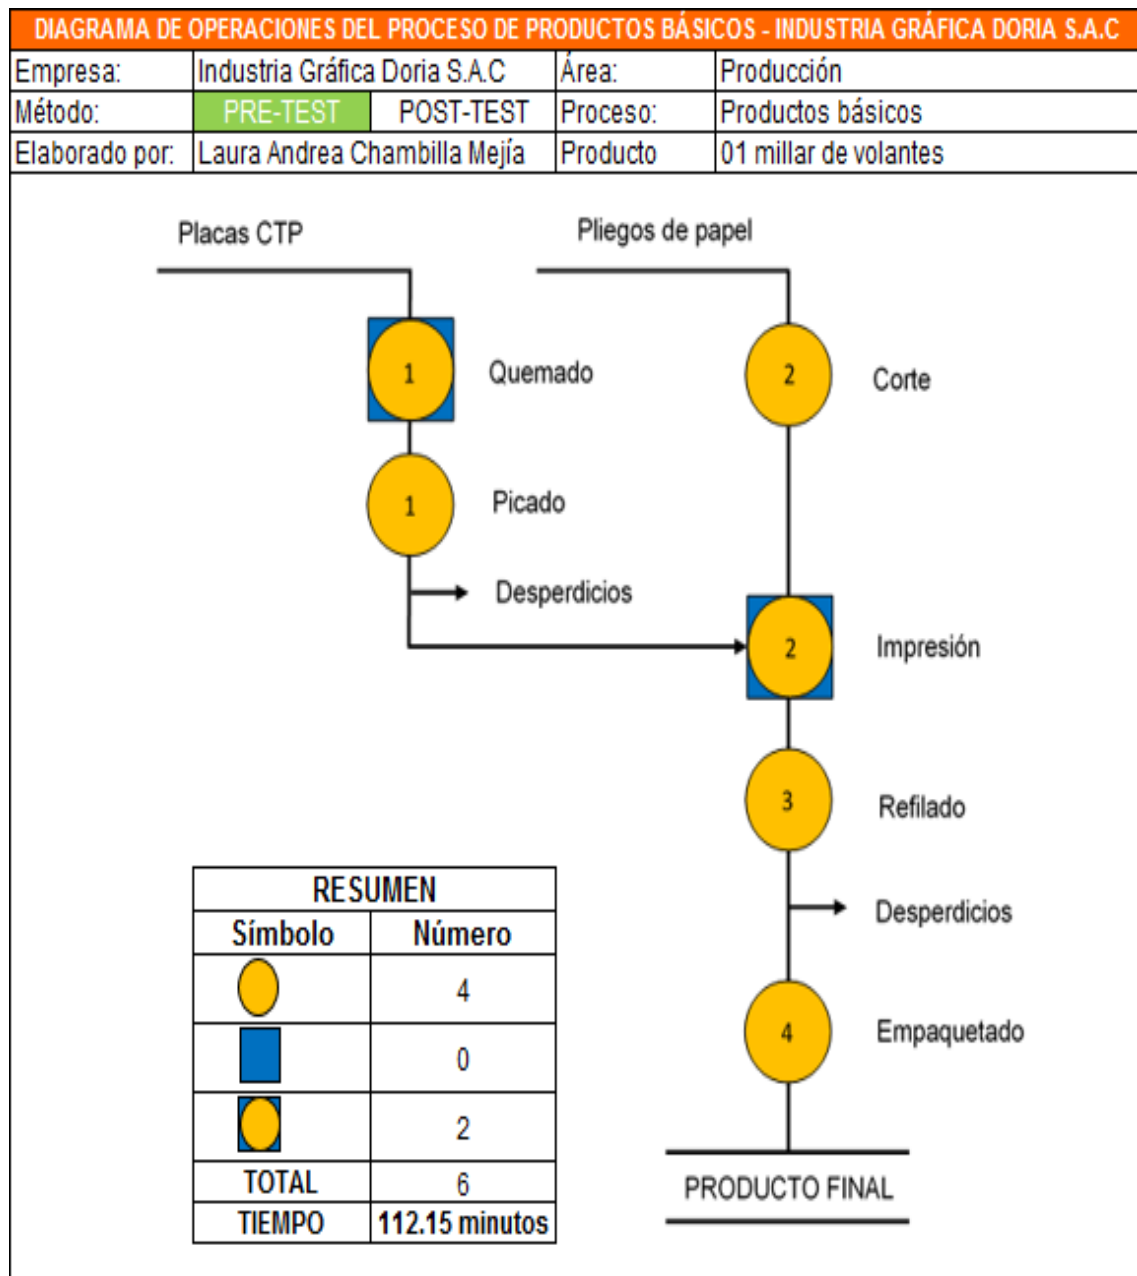 DIAGRAMA DE OPERACIONES DEL PROCESO DE PRODUCTOS BÁSICOS - INDUSTRIA GRÁFICA DORIA S.A.C
Empresa: Industria Gráfica Doria S.A.C Área: Producción
Método: PRE-TEST POST-TEST Proceso: Productos básicos
Elaborado por: Laura Andrea Chambilla Mejía Producto 01 millar de volantes
Placas CTP Pliegos de papel
1 Quemado 2 Corte
1 Picado
Desperdicios
2 Impresión
3 Refilado
Desperdicios
4 Empaquetado
PRODUCTO FINAL
RESUMEN
Símbolo Número
4
0
2
TOTAL 6
TIEMPO 112.15 minutos